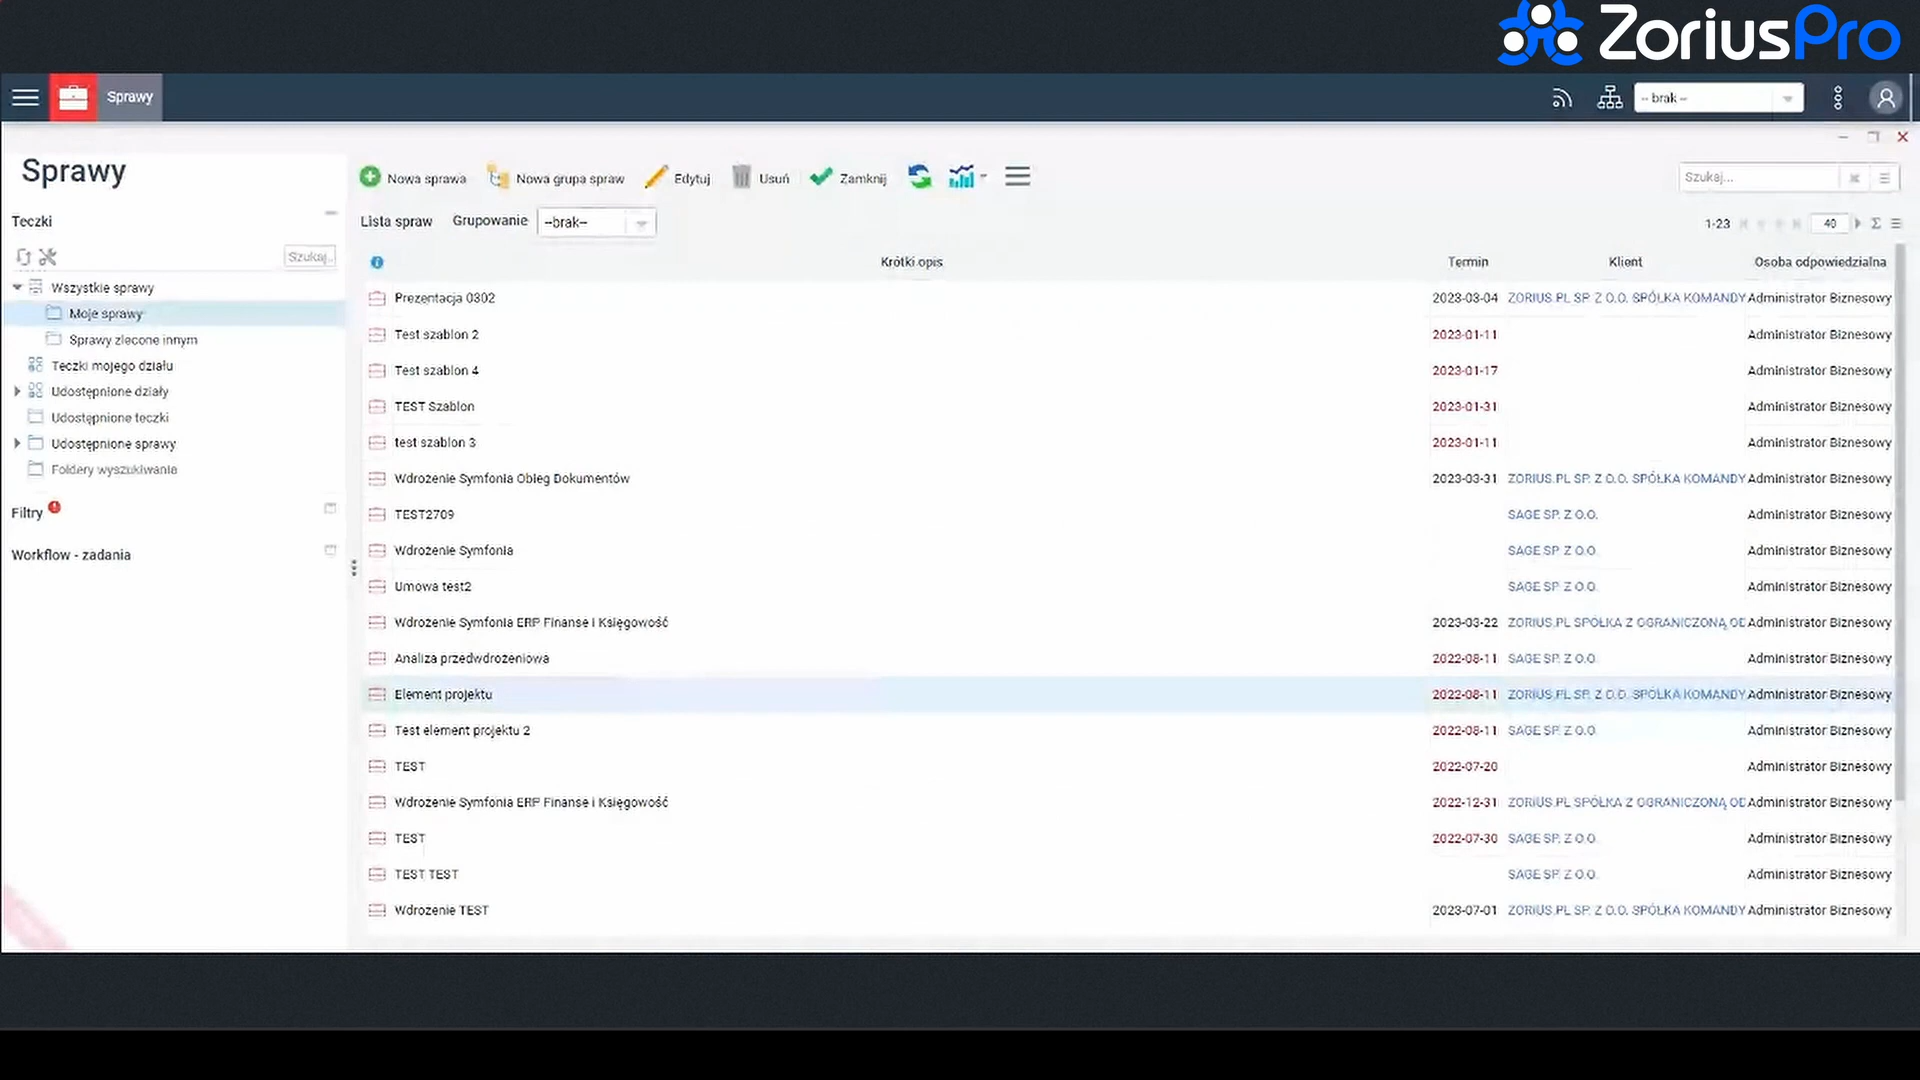 ZoriusPro
Sprawy
-- brak --
Sprawy
Nowa sprawa
Nowa grupa spraw
Edytuj
Usuń
Zamknij
Szukaj...
Teczki
Lista spraw
Grupowanie
--brak--
1-23
40
Szukaj...
Krótki opis
Termin
Klient
Osoba odpowiedzialna
Wszystkie sprawy
Moje sprawy
Sprawy zlecone innym
Teczki mojego działu
Udostępnione działy
Udostępnione teczki
Udostępnione sprawy
Foldery wyszukiwania
Filtry
Workflow - zadania
Prezentacja 0302 2023-03-04 ZORIUS.PL SP. Z O.O. SPÓŁKA KOMANDY Administrator Biznesowy
Test szablon 2 2023-01-11 Administrator Biznesowy
Test szablon 4 2023-01-17 Administrator Biznesowy
TEST Szablon 2023-01-31 Administrator Biznesowy
test szablon 3 2023-01-11 Administrator Biznesowy
Wdrożenie Symfonia Obieg Dokumentów 2023-03-31 ZORIUS.PL SP. Z O.O. SPÓŁKA KOMANDY Administrator Biznesowy
TEST2709 SAGE SP. Z O.O. Administrator Biznesowy
Wdrożenie Symfonia SAGE SP. Z O.O. Administrator Biznesowy
Umowa test2 SAGE SP. Z O.O. Administrator Biznesowy
Wdrożenie Symfonia ERP Finanse i Księgowość 2023-03-22 ZORIUS.PL SPÓŁKA Z OGRANICZONĄ OD Administrator Biznesowy
Analiza przedwdrożeniowa 2022-08-11 SAGE SP. Z O.O. Administrator Biznesowy
Element projektu 2022-08-11 ZORIUS.PL SP. Z O.O. SPÓŁKA KOMANDY Administrator Biznesowy
Test element projektu 2 2022-08-11 SAGE SP. Z O.O. Administrator Biznesowy
TEST 2022-07-20 Administrator Biznesowy
Wdrożenie Symfonia ERP Finanse i Księgowość 2022-12-31 ZORIUS.PL SPÓŁKA Z OGRANICZONĄ OD Administrator Biznesowy
TEST 2022-07-30 SAGE SP. Z O.O. Administrator Biznesowy
TEST TEST SAGE SP. Z O.O. Administrator Biznesowy
Wdrożenie TEST 2023-07-01 ZORIUS.PL SP. Z O.O. SPÓŁKA KOMANDY Administrator Biznesowy